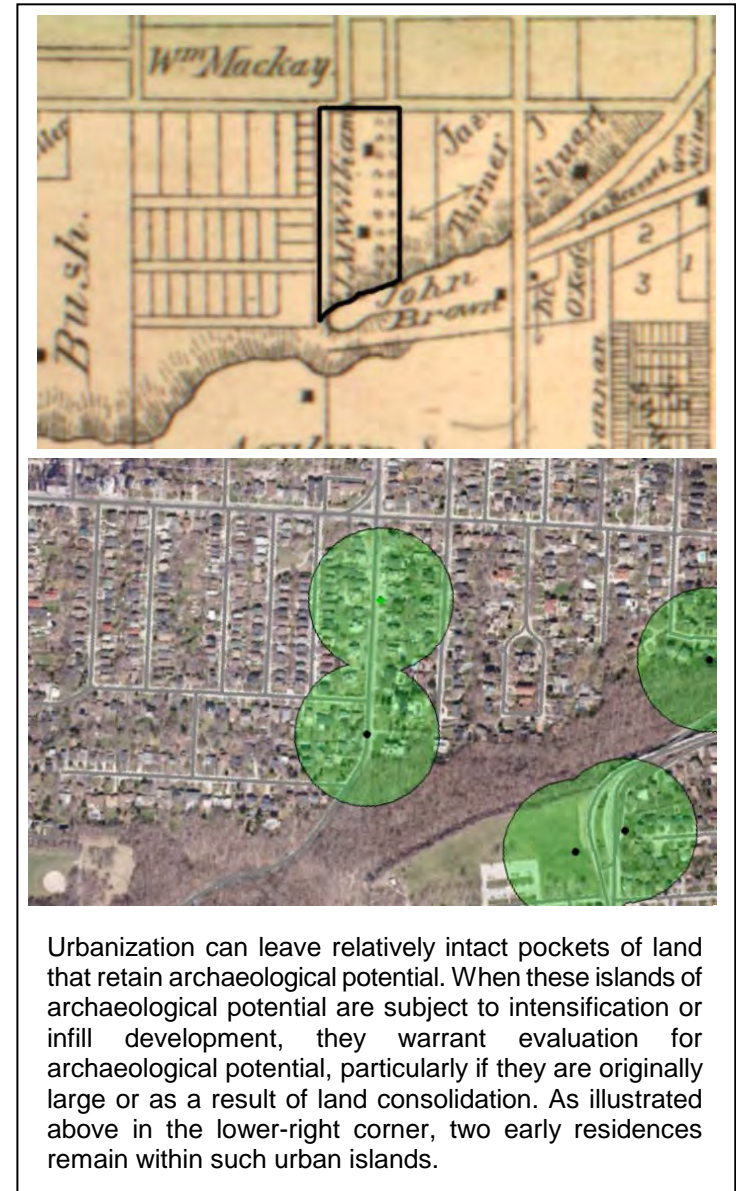 Wm Mackay.
Bush.
J. M. Witham
Jas.
Turner
J.
Stuart
John
Brown
O Keefe
2
3
1
Urbanization can leave relatively intact pockets of land
that retain archaeological potential. When these islands of
archaeological potential are subject to intensification or
infill development, they warrant evaluation for
archaeological potential, particularly if they are originally
large or as a result of land consolidation. As illustrated
above in the lower-right corner, two early residences
remain within such urban islands.